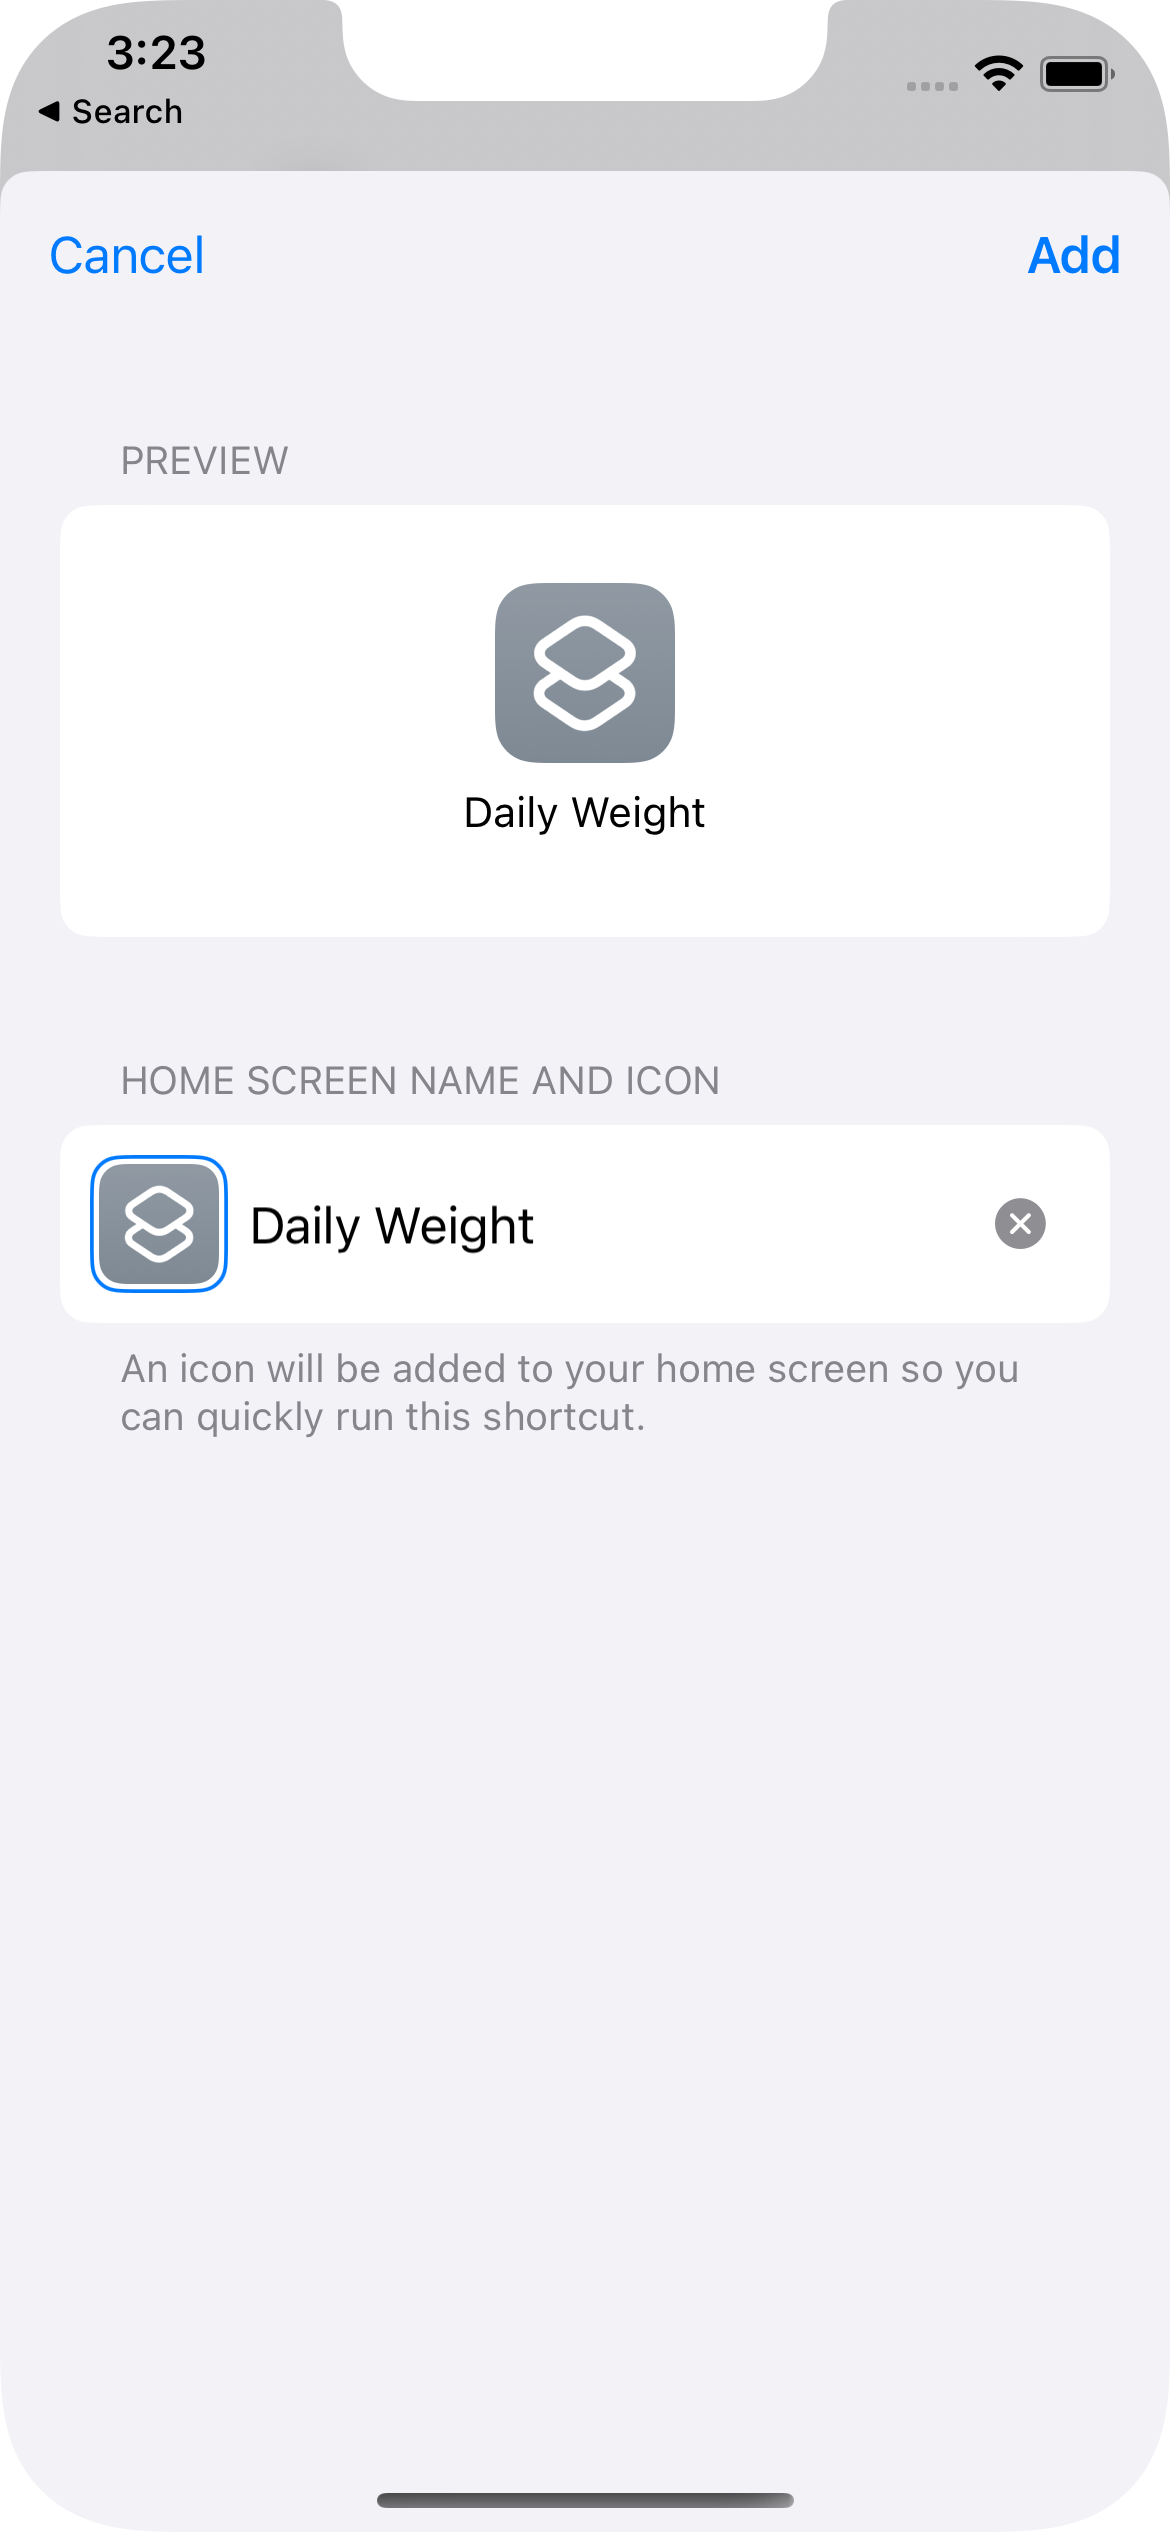 3:23
Search
Cancel
Add
PREVIEW
Daily Weight
HOME SCREEN NAME AND ICON
Daily Weight
An icon will be added to your home screen so you
can quickly run this shortcut.